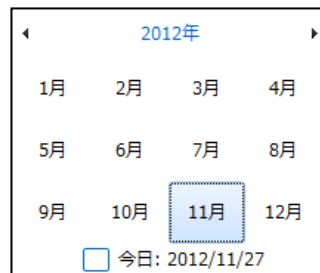 2012年
1月 2月 3月 4月
5月 6月 7月 8月
9月 10月 11月 12月
今日: 2012/11/27